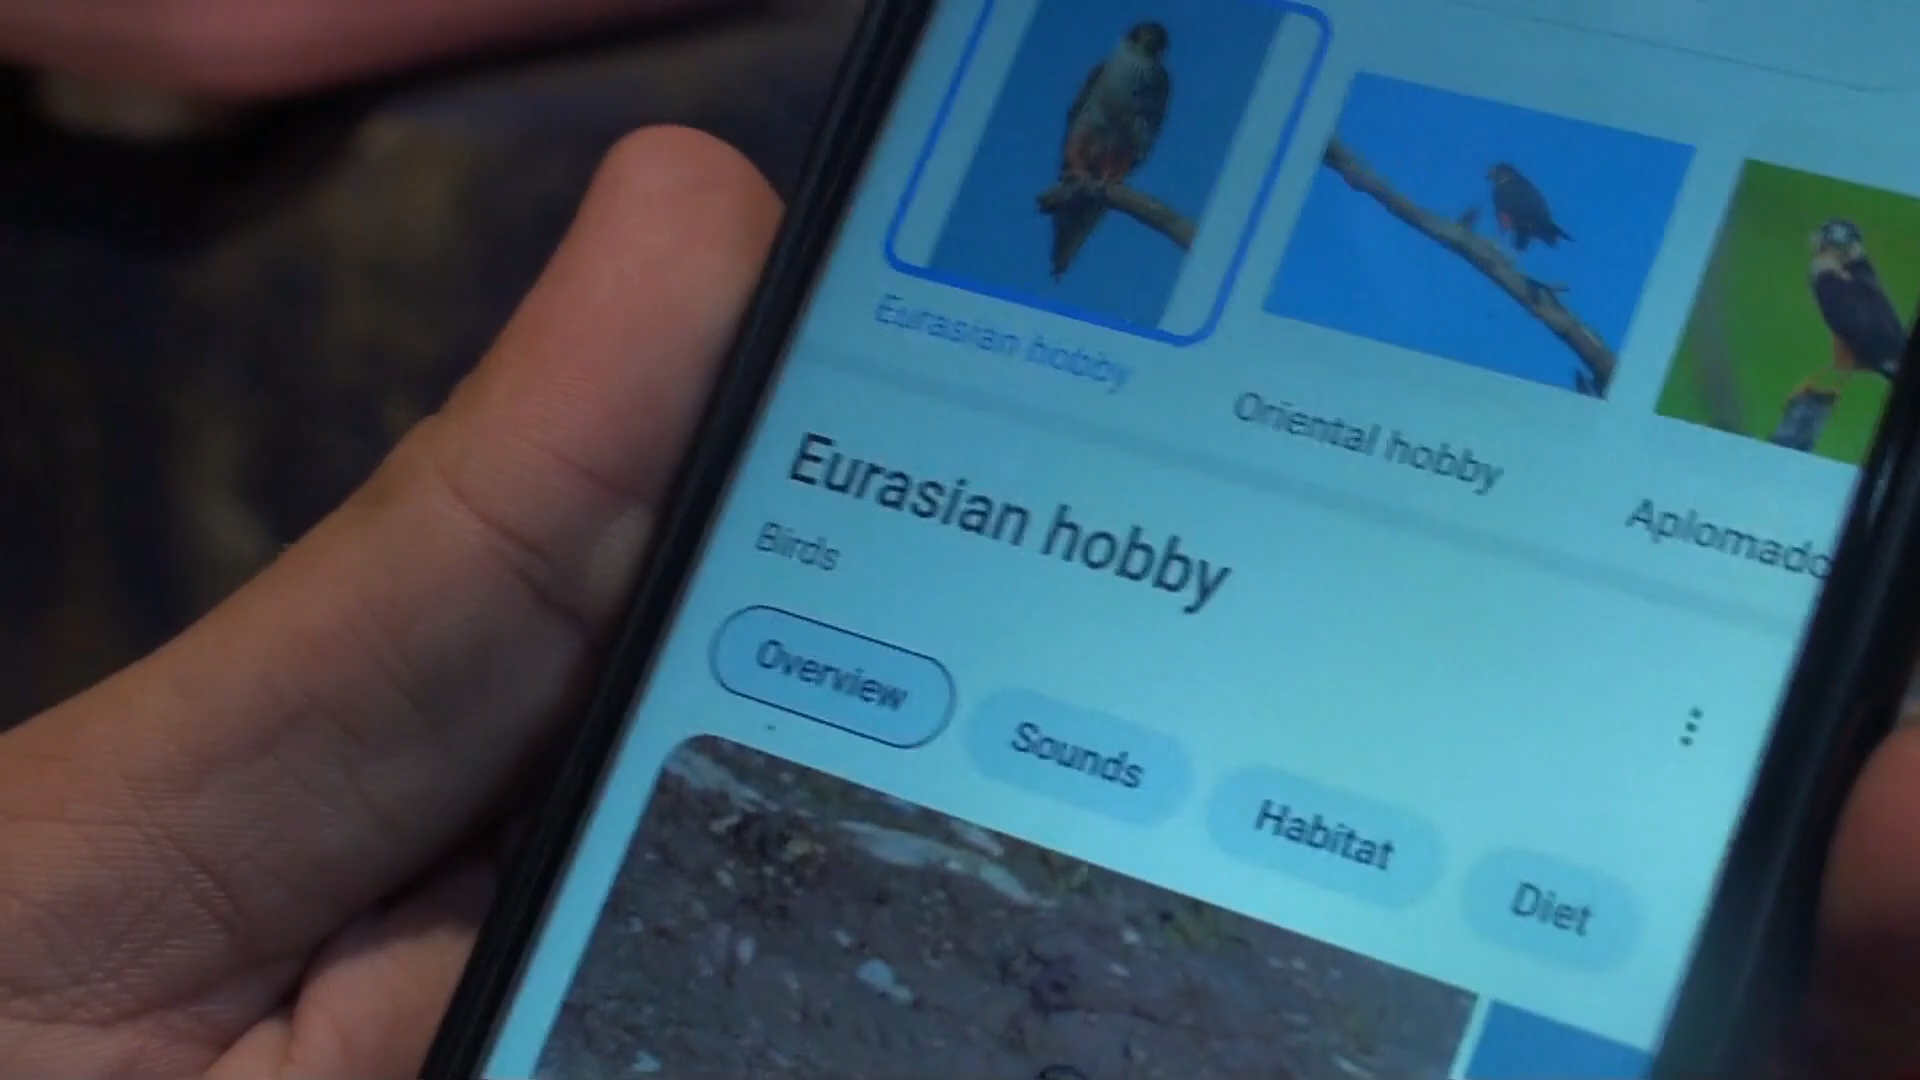 Eurasian hobby
Oriental hobby
Aplomado
Eurasian hobby
Birds
Overview
Sounds
Habitat
Diet